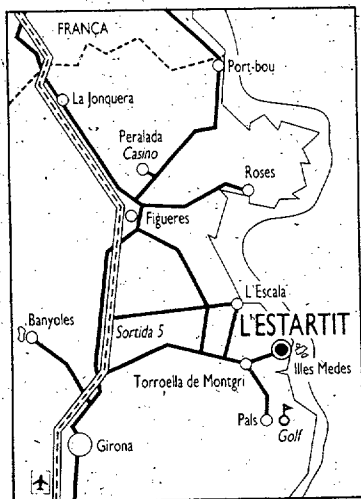 FRANÇA
Port-bou
La Jonquera
Peralada
Casino
Roses
Figueres
L'Escala
L'ESTARTIT
Banyoles
Sortida 5
Illes Medes
Torroella de Montgrí
Pals
Golf
Girona